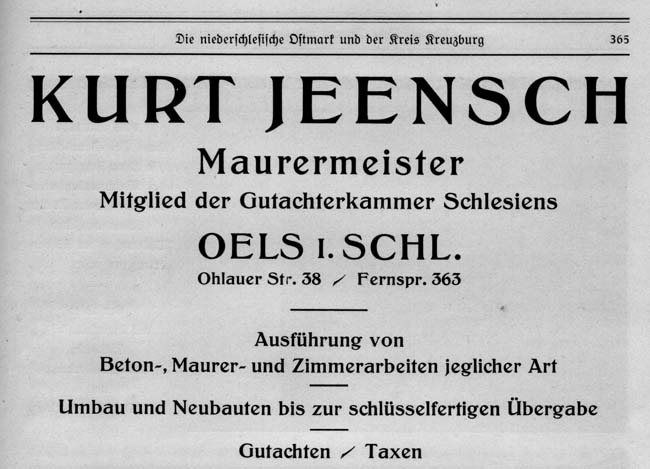 Die niederschlesische Ostmark und der Kreis Kreuzburg 365
KURT JEENSCH
Maurermeister
Mitglied der Gutachterkammer Schlesiens
OELS I. SCHL.
Ohlauer Str. 38 / Fernspr. 363
Ausführung von
Beton-, Maurer- und Zimmerarbeiten jeglicher Art
Umbau und Neubauten bis zur schlüsselfertigen Übergabe
Gutachten / Taxen